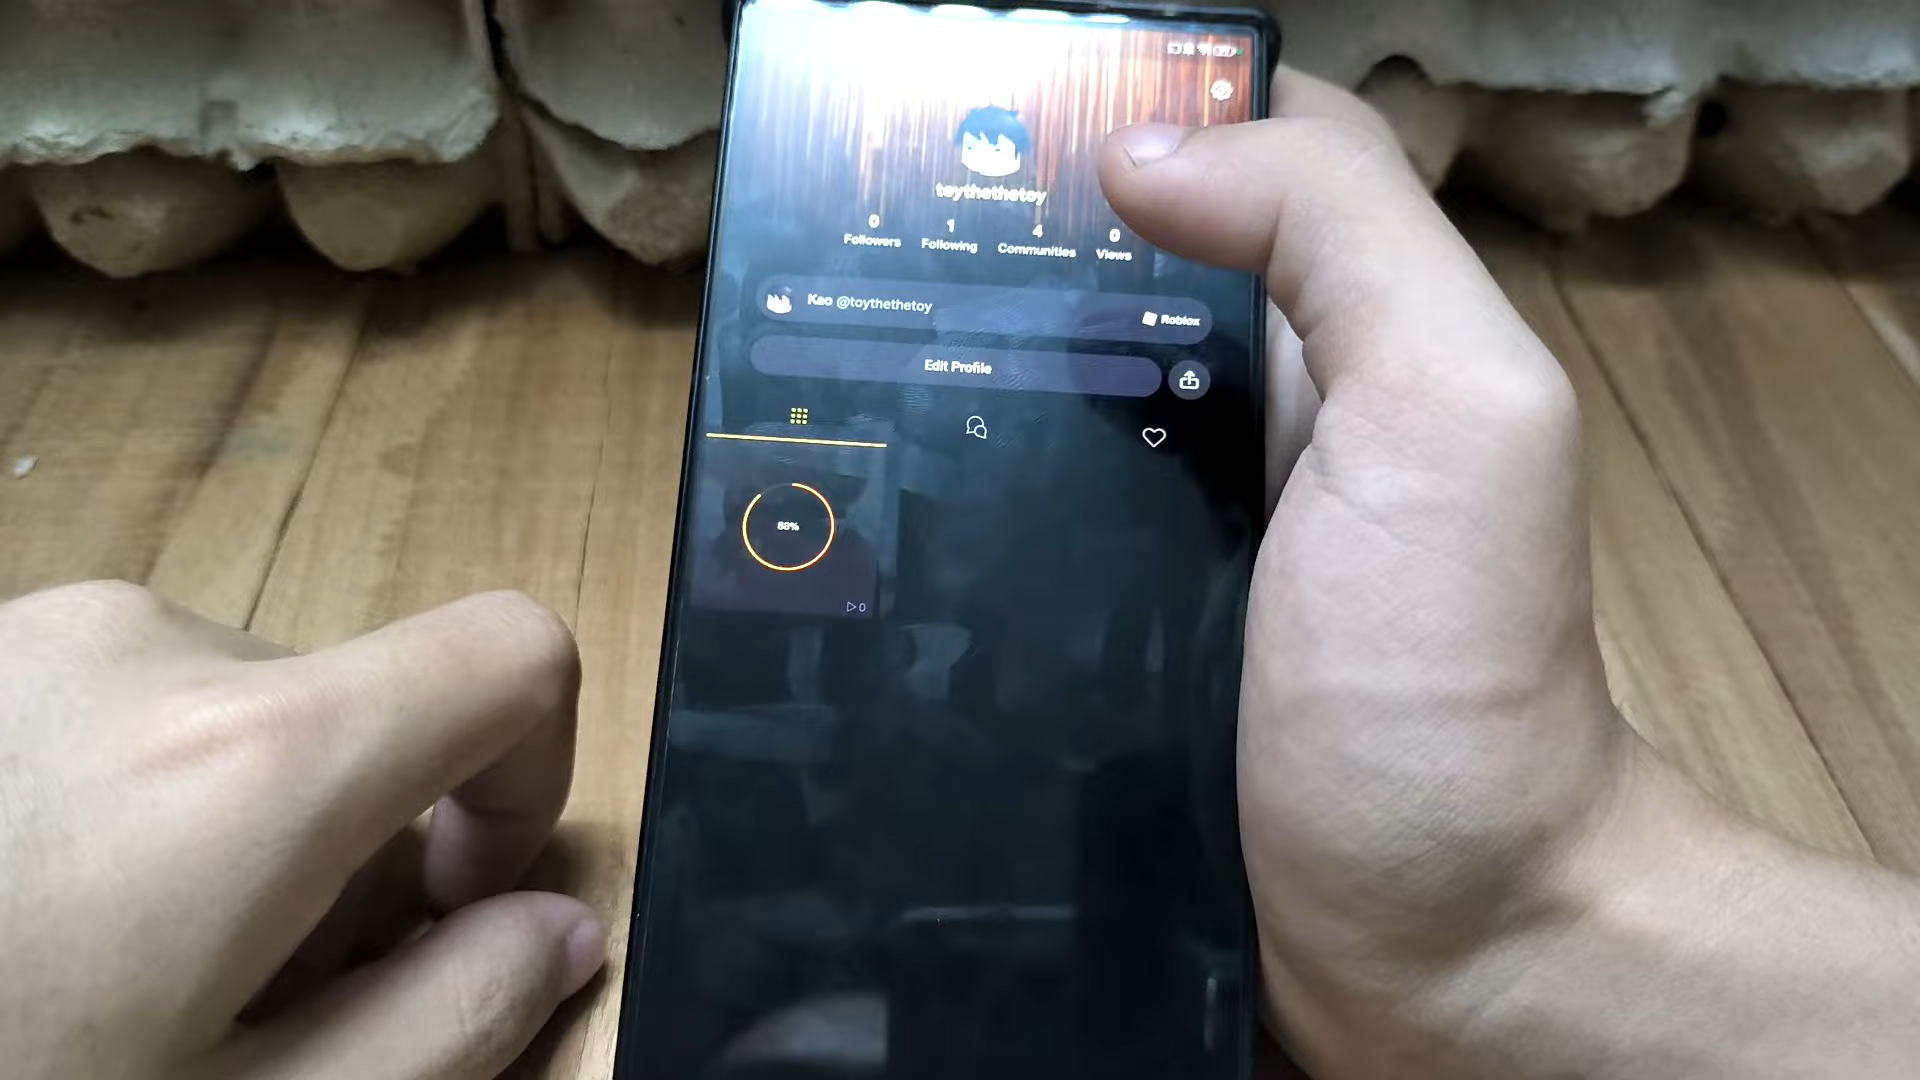 toythethetoy
0 1 4 0
Followers Following Communities Views
Kao @toythethetoy
Roblox
Edit Profile
88%
0